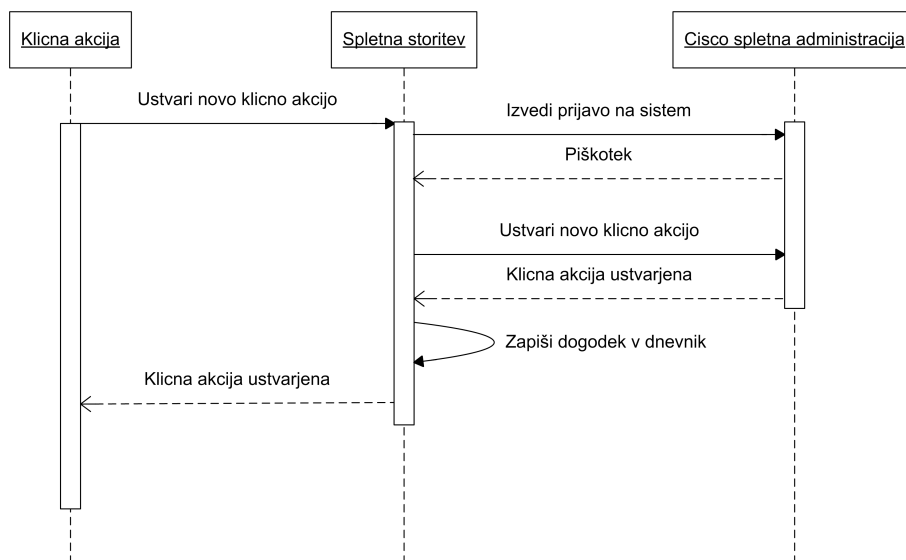 Klicna akcija
Spletna storitev
Cisco spletna administracija
Ustvari novo klicno akcijo
Izvedi prijavo na sistem
Piškotek
Ustvari novo klicno akcijo
Klicna akcija ustvarjena
Zapiši dogodek v dnevnik
Klicna akcija ustvarjena